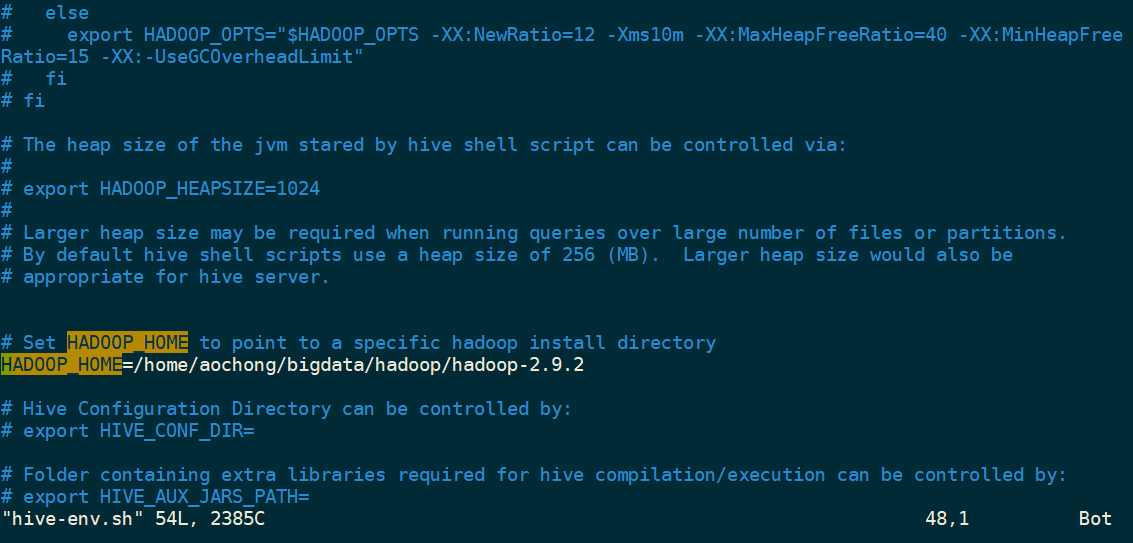 #   else
#     export HADOOP_OPTS="$HADOOP_OPTS -XX:NewRatio=12 -Xms10m -XX:MaxHeapFreeRatio=40 -XX:MinHeapFree
Ratio=15 -XX:-UseGCOverheadLimit"
#   fi
# fi
# The heap size of the jvm stared by hive shell script can be controlled via:
#
# export HADOOP_HEAPSIZE=1024
#
# Larger heap size may be required when running queries over large number of files or partitions.
# By default hive shell scripts use a heap size of 256 (MB).  Larger heap size would also be
# appropriate for hive server.
# Set HADOOP_HOME to point to a specific hadoop install directory
HADOOP_HOME=/home/aochong/bigdata/hadoop/hadoop-2.9.2
# Hive Configuration Directory can be controlled by:
# export HIVE_CONF_DIR=
# Folder containing extra libraries required for hive compilation/execution can be controlled by:
# export HIVE_AUX_JARS_PATH=
"hive-env.sh" 54L, 2385C                                                            48,1          Bot